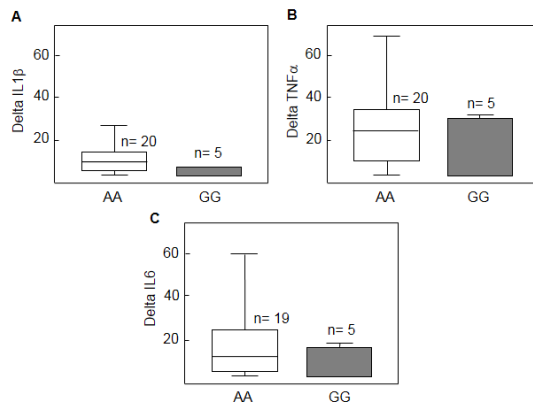 A
Delta IL1β
60
40
20
n= 20
n= 5
AA
GG
B
Delta TNFα
60
40
20
n= 20
n= 5
AA
GG
C
Delta IL6
60
40
20
n= 19
n= 5
AA
GG